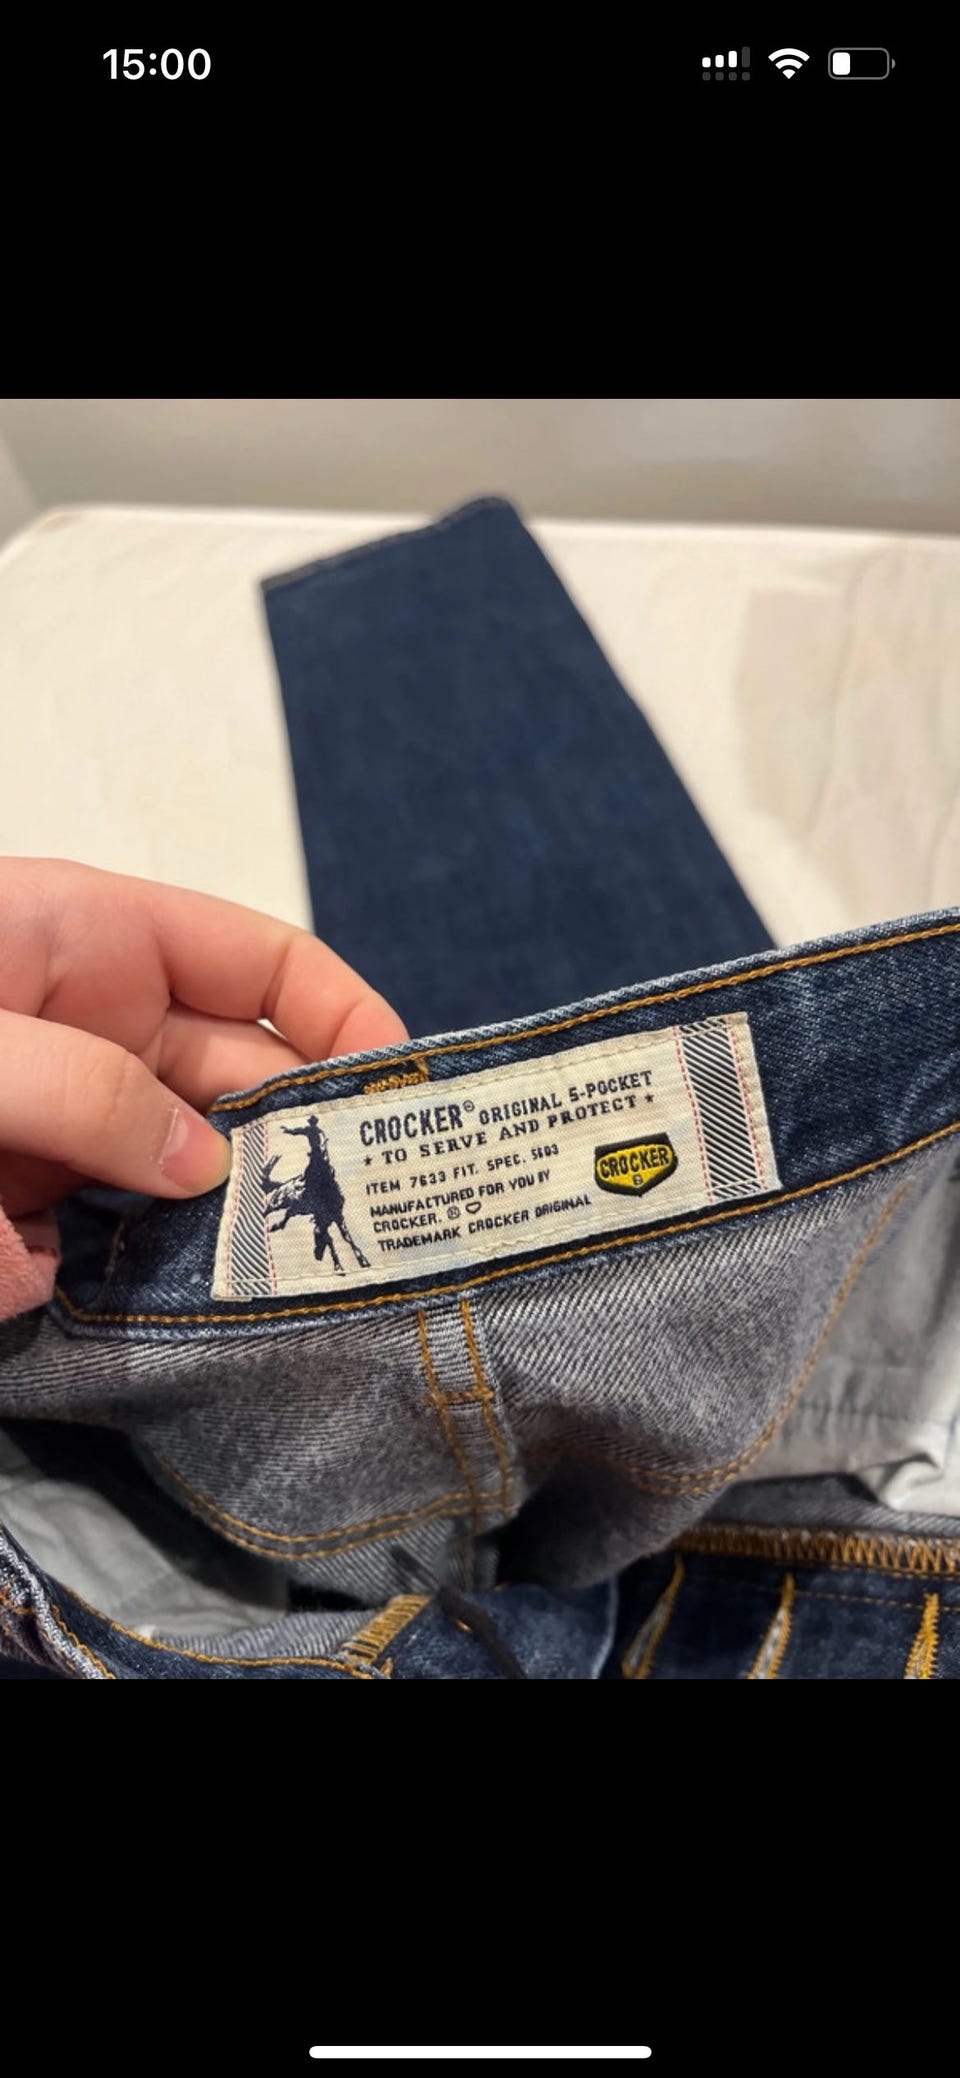 15:00
CROCKER® ORIGINAL 5-POCKET
★ TO SERVE AND PROTECT ★
ITEM 7633 FIT. SPEC. 5603
MANUFACTURED FOR YOU BY
CROCKER. ®
TRADEMARK CROCKER ORIGINAL
CROCKER
B